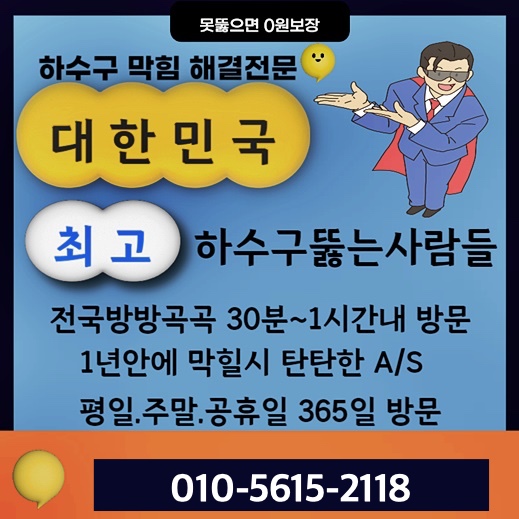 못뚫으면 0원보장
하수구 막힘 해결전문
대한민국
최고 하수구뚫는사람들
전국방방곡곡 30분~1시간내 방문
1년안에 막힐시 탄탄한 A/S
평일.주말.공휴일 365일 방문
010-5615-2118